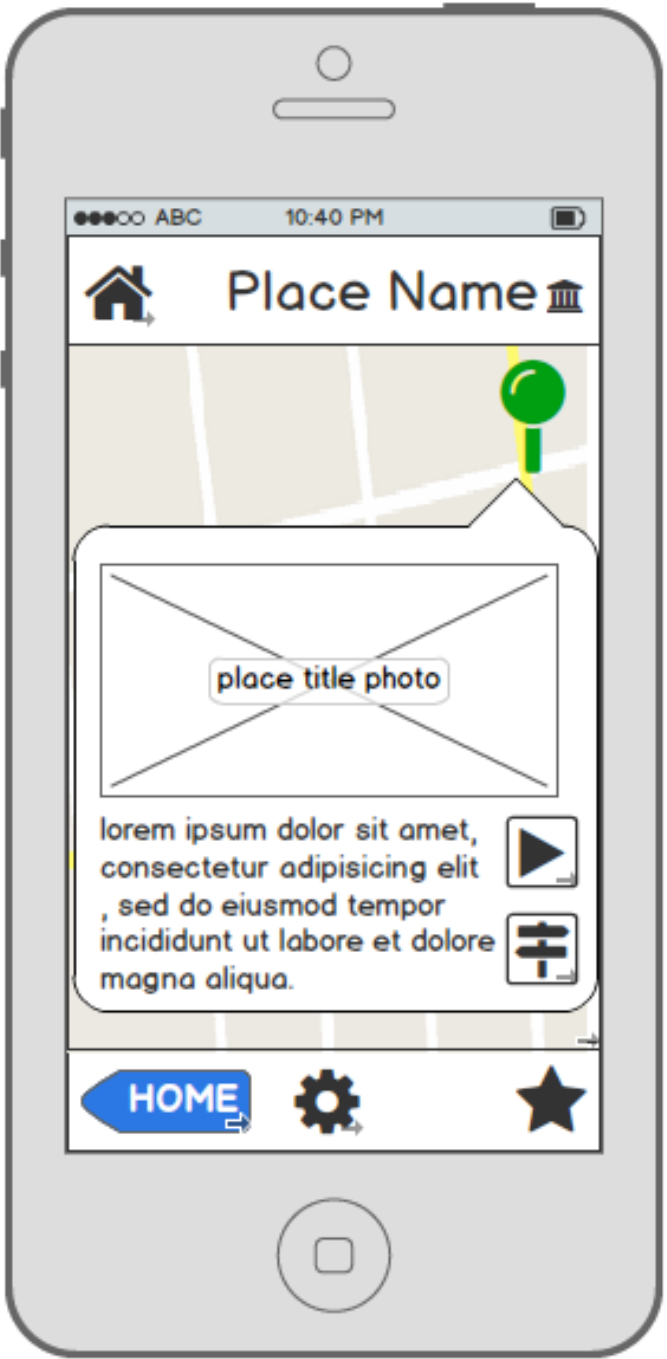 ABC 10:40 PM
Place Name
place title photo
lorem ipsum dolor sit amet,
consectetur adipisicing elit
, sed do eiusmod tempor
incididunt ut labore et dolore
magna aliqua.
HOME